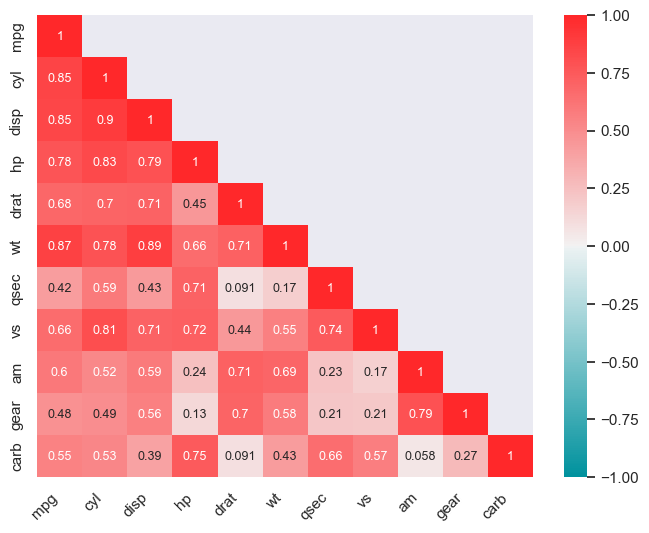 mpg 1
cyl 0.85 1
disp 0.85 0.9 1
hp 0.78 0.83 0.79 1
drat 0.68 0.7 0.71 0.45 1
wt 0.87 0.78 0.89 0.66 0.71 1
qsec 0.42 0.59 0.43 0.71 0.091 0.17 1
vs 0.66 0.81 0.71 0.72 0.44 0.55 0.74 1
am 0.6 0.52 0.59 0.24 0.71 0.69 0.23 0.17 1
gear 0.48 0.49 0.56 0.13 0.7 0.58 0.21 0.21 0.79 1
carb 0.55 0.53 0.39 0.75 0.091 0.43 0.66 0.57 0.058 0.27 1
mpg cyl disp hp drat wt qsec vs am gear carb
1.00
0.75
0.50
0.25
0.00
−0.25
−0.50
−0.75
−1.00